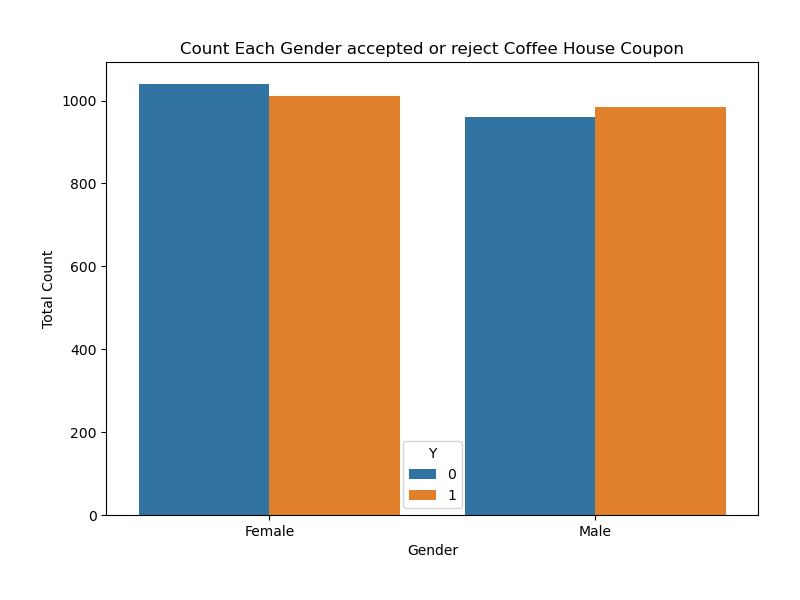 Count Each Gender accepted or reject Coffee House Coupon
Total Count
1000
800
600
400
200
0
Y
0
1
Female
Male
Gender